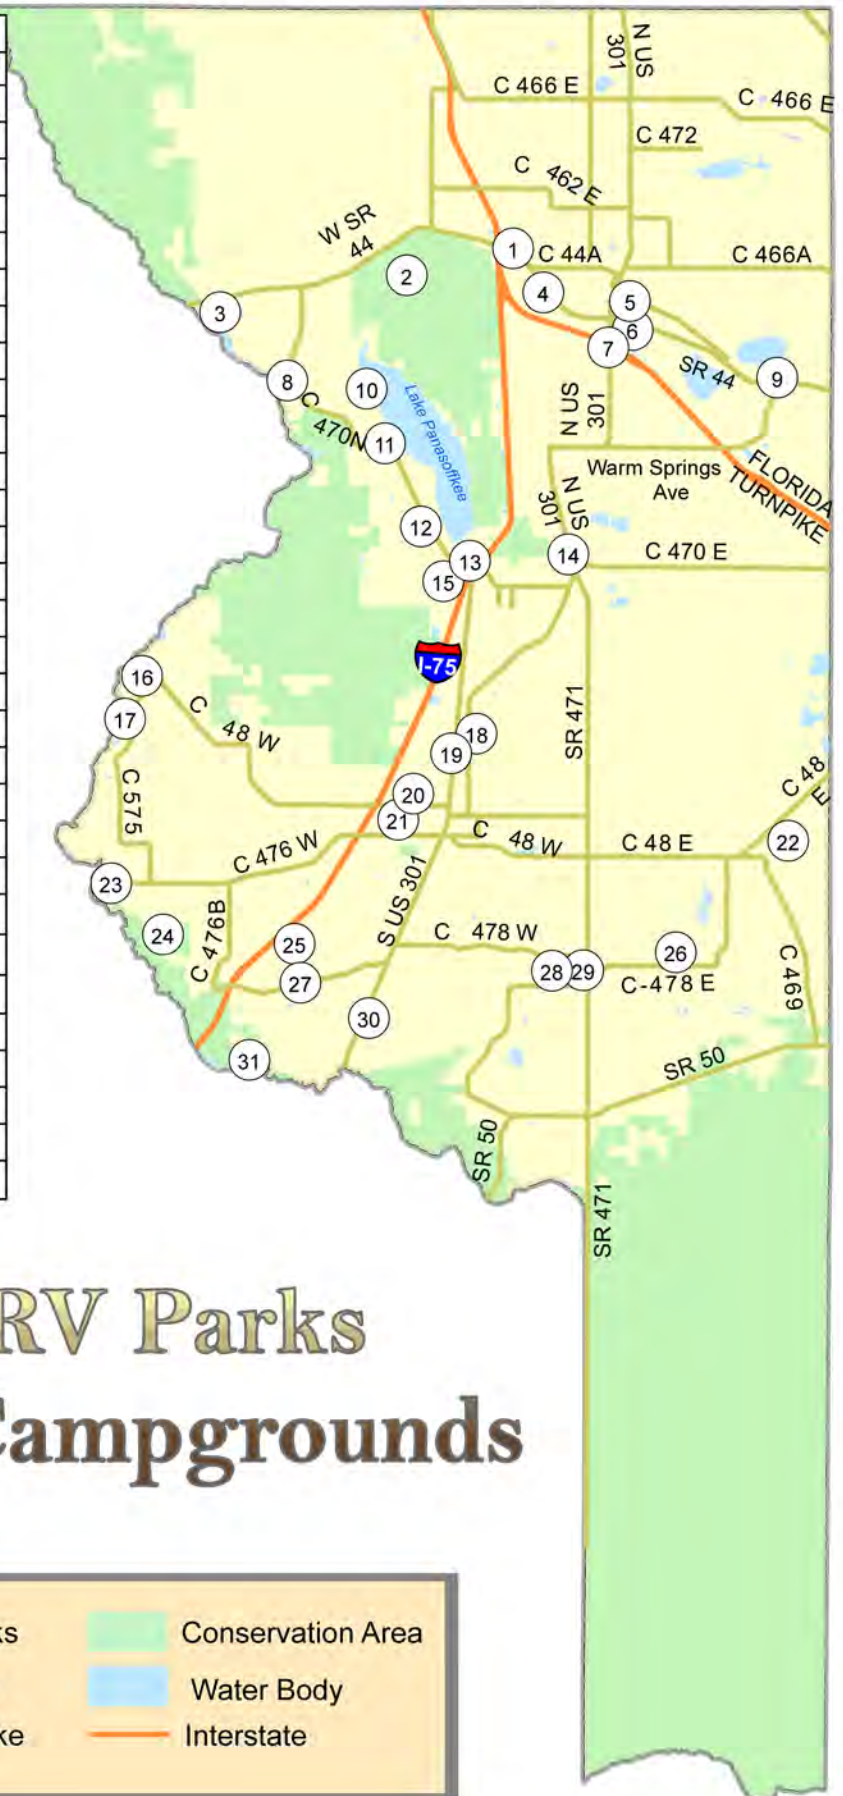 N US
301
C 466 E
C 466 E
C 472
C 462 E
W SR
44
1
C 44A
C 466A
2
4
3
5
6
7
SR 44
9
8
10
C
470N
11
Lake Panasoffkee
N US
301
Warm Springs
Ave
FLORIDA
TURNPIKE
N US
301
12
13
14
C 470 E
15
I-75
16
17
C 48 W
SR 471
18
19
C 575
20
21
C 48
E
C 476 W
C 48 W
C 48 E
22
23
S US 301
C 476B
24
25
C 478 W
26
27
28
29
C-478 E
C 469
30
31
SR 50
SR 50
SR 471
RV Parks
Campgrounds
ks
Conservation Area
Water Body
ke
Interstate